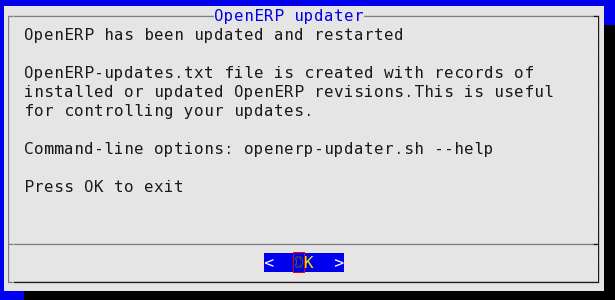 OpenERP updater
OpenERP has been updated and restarted
OpenERP-updates.txt file is created with records of
installed or updated OpenERP revisions.This is useful
for controlling your updates.
Command-line options: openerp-updater.sh --help
Press OK to exit
< OK >